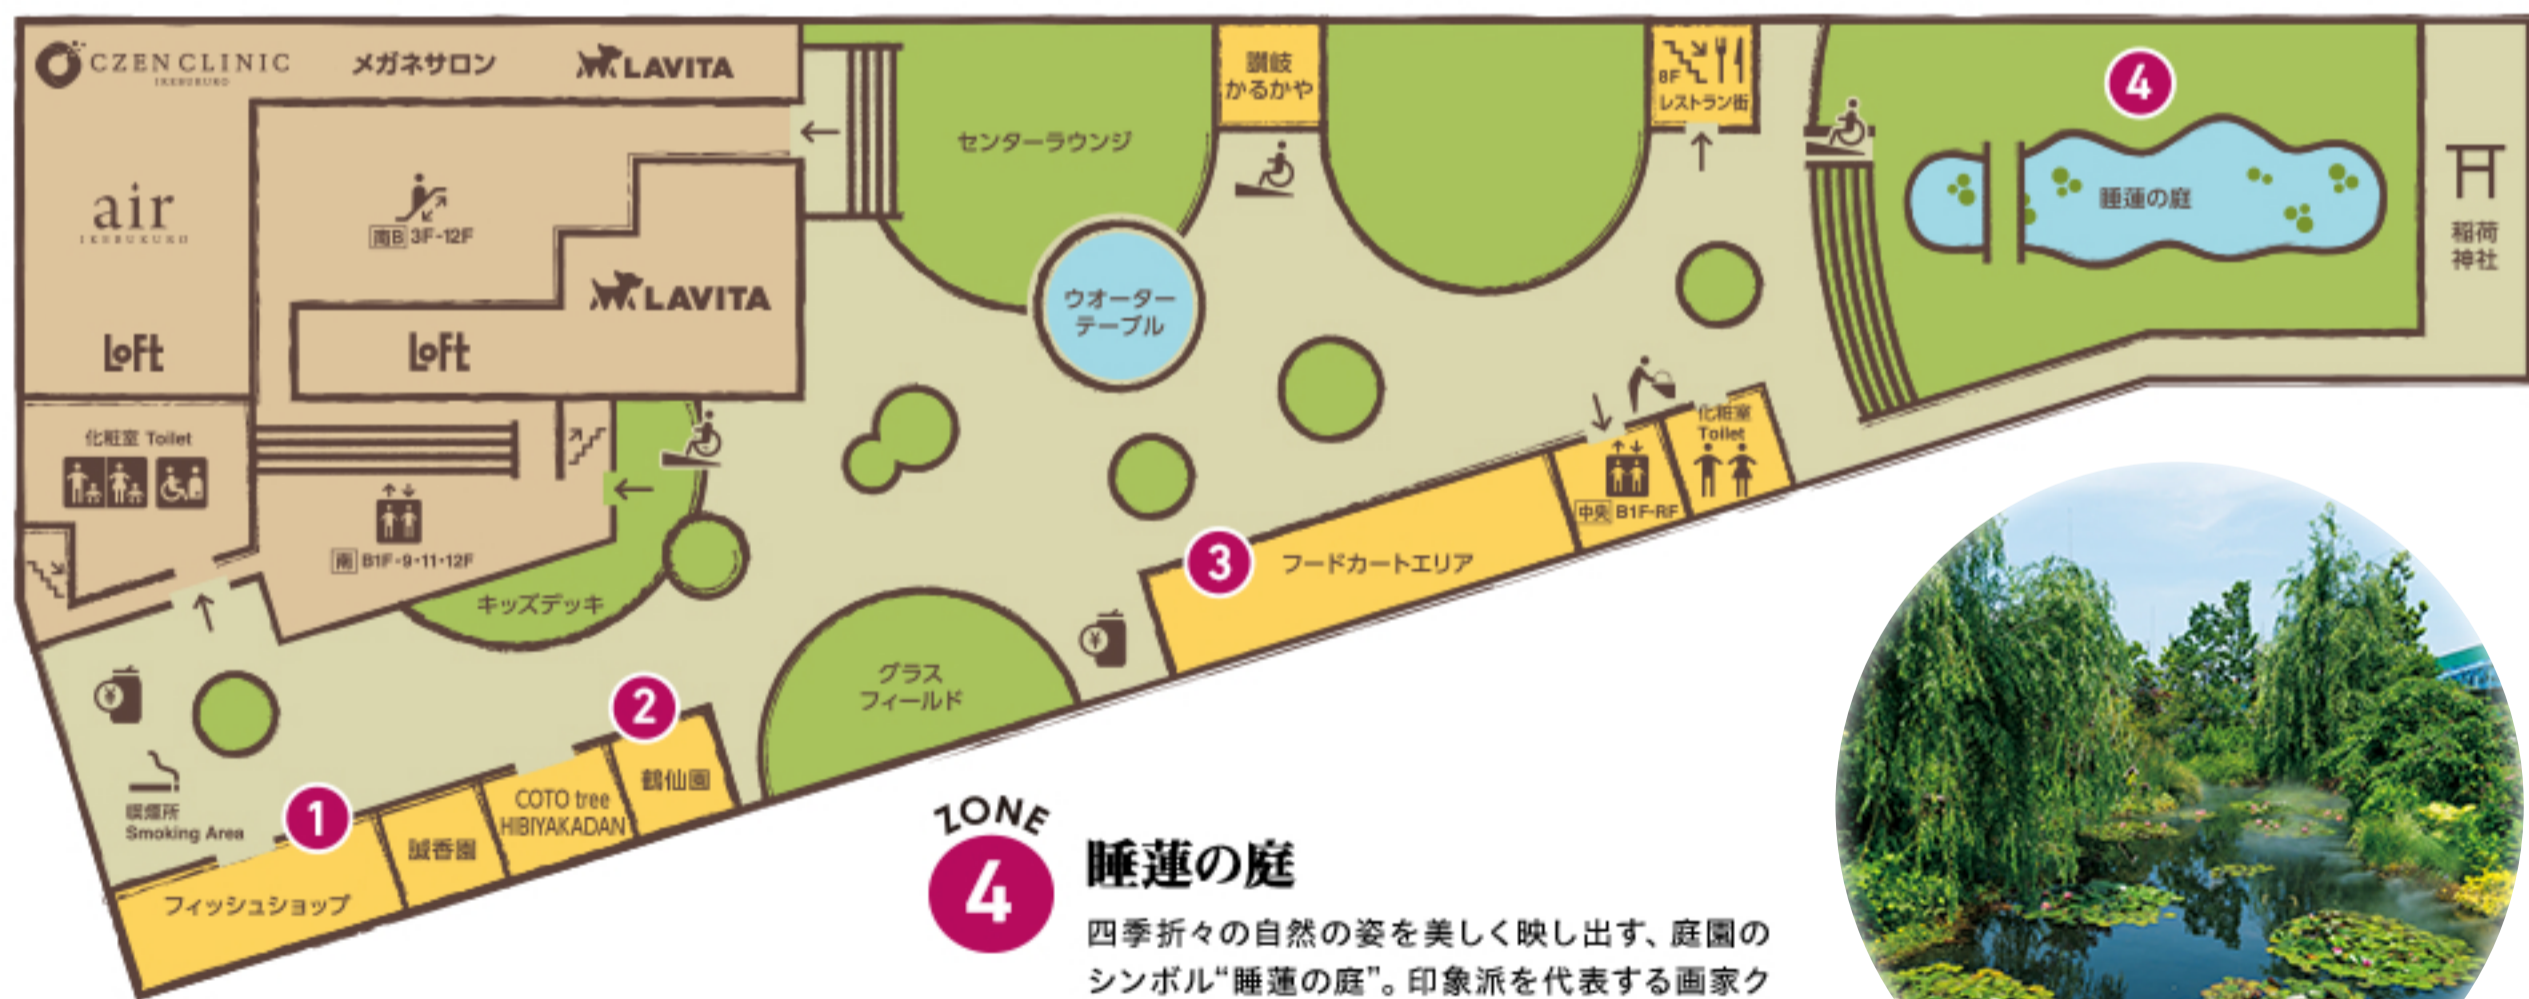 CZEN CLINIC
IKEBUKURO
メガネサロン
LAVITA
air
IKEBUKURO
南B 3F-12F
LAVITA
Loft
Loft
化粧室 Toilet
南 B1F・9・11・12F
センターラウンジ
讃岐
かるかや
8F
レストラン街
4
睡蓮の庭
稲荷
神社
ウオーター
テーブル
化粧室
Toilet
中央 B1F-RF
3
フードカートエリア
¥
キッズデッキ
グラス
フィールド
¥
喫煙所
Smoking Area
2
鶴仙園
COTO tree
HIBIYAKADAN
誠香園
1
フィッシュショップ
ZONE
4
睡蓮の庭
四季折々の自然の姿を美しく映し出す、庭園の
シンボル“睡蓮の庭”。印象派を代表する画家ク